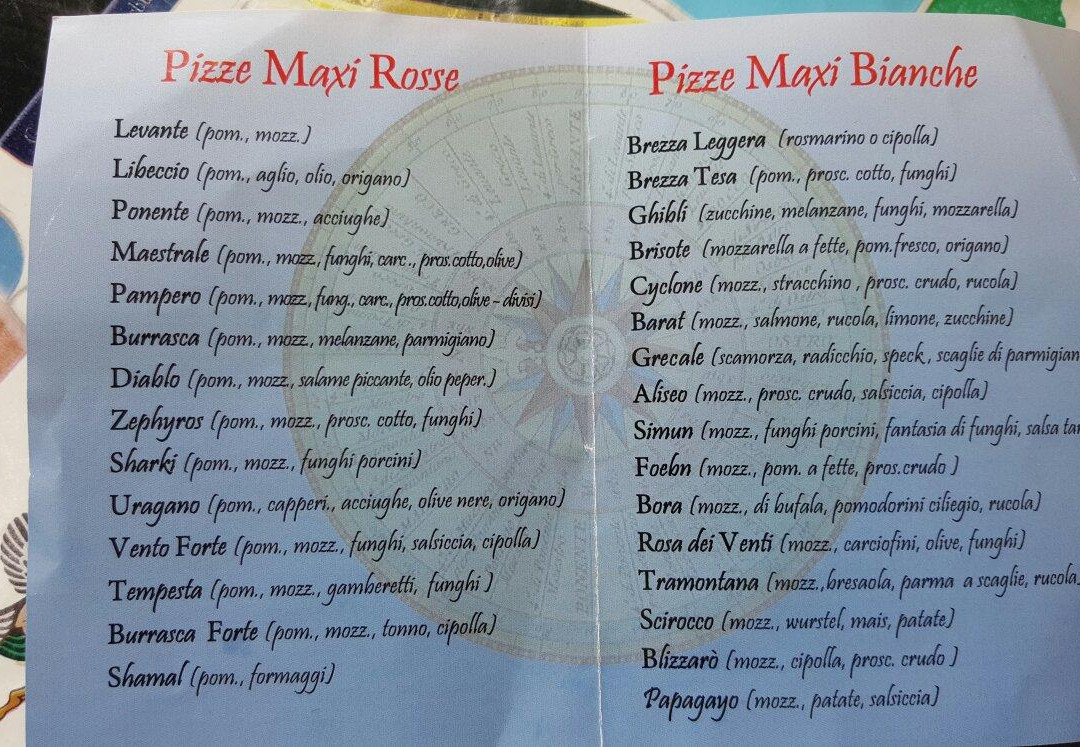 Pizze Maxi Rosse
Levante (pom., mozz.)
Libeccio (pom., aglio, olio, origano)
Ponente (pom., mozz., acciughe)
Maestrale (pom., mozz., funghi, carc., pros.cotto,olive)
Pampero (pom., mozz., fung., carc., pros.cotto,olive - divisi)
Burrasca (pom., mozz., melanzane, parmigiano)
Diablo (pom., mozz., salame piccante, olio peper.)
Zephyros (pom., mozz., prosc. cotto, funghi)
Sharki (pom., mozz., funghi porcini)
Uragano (pom., capperi., acciughe, olive nere, origano)
Vento Forte (pom., mozz., funghi, salsiccia, cipolla)
Tempesta (pom., mozz., gamberetti, funghi )
Burrasca Forte (pom., mozz., tonno, cipolla)
Shamal (pom., formaggi)
Pizze Maxi Bianche
Brezza Leggera (rosmarino o cipolla)
Brezza Tesa (pom., prosc. cotto, funghi)
Ghibli (zucchine, melanzane, funghi, mozzarella)
Brisote (mozzarella a fette, pom.fresco, origano)
Cyclone (mozz., stracchino , prosc. crudo, rucola)
Barat (mozz., salmone, rucola, limone, zucchine)
Grecale (scamorza, radicchio, speck, scaglie di parmigian
Aliseo (mozz., prosc. crudo, salsiccia, cipolla)
Simun (mozz., funghi porcini, fantasia di funghi, salsa tar
Foehn (mozz., pom. a fette, pros.crudo )
Bora (mozz., di bufala, pomodorini ciliegio, rucola)
Rosa dei Venti (mozz., carciofini, olive, funghi)
Tramontana (mozz.,bresaola, parma a scaglie, rucola
Scirocco (mozz., wurstel, mais, patate)
Blizzarò (mozz., cipolla, prosc. crudo )
Papagayo (mozz., patate, salsiccia)